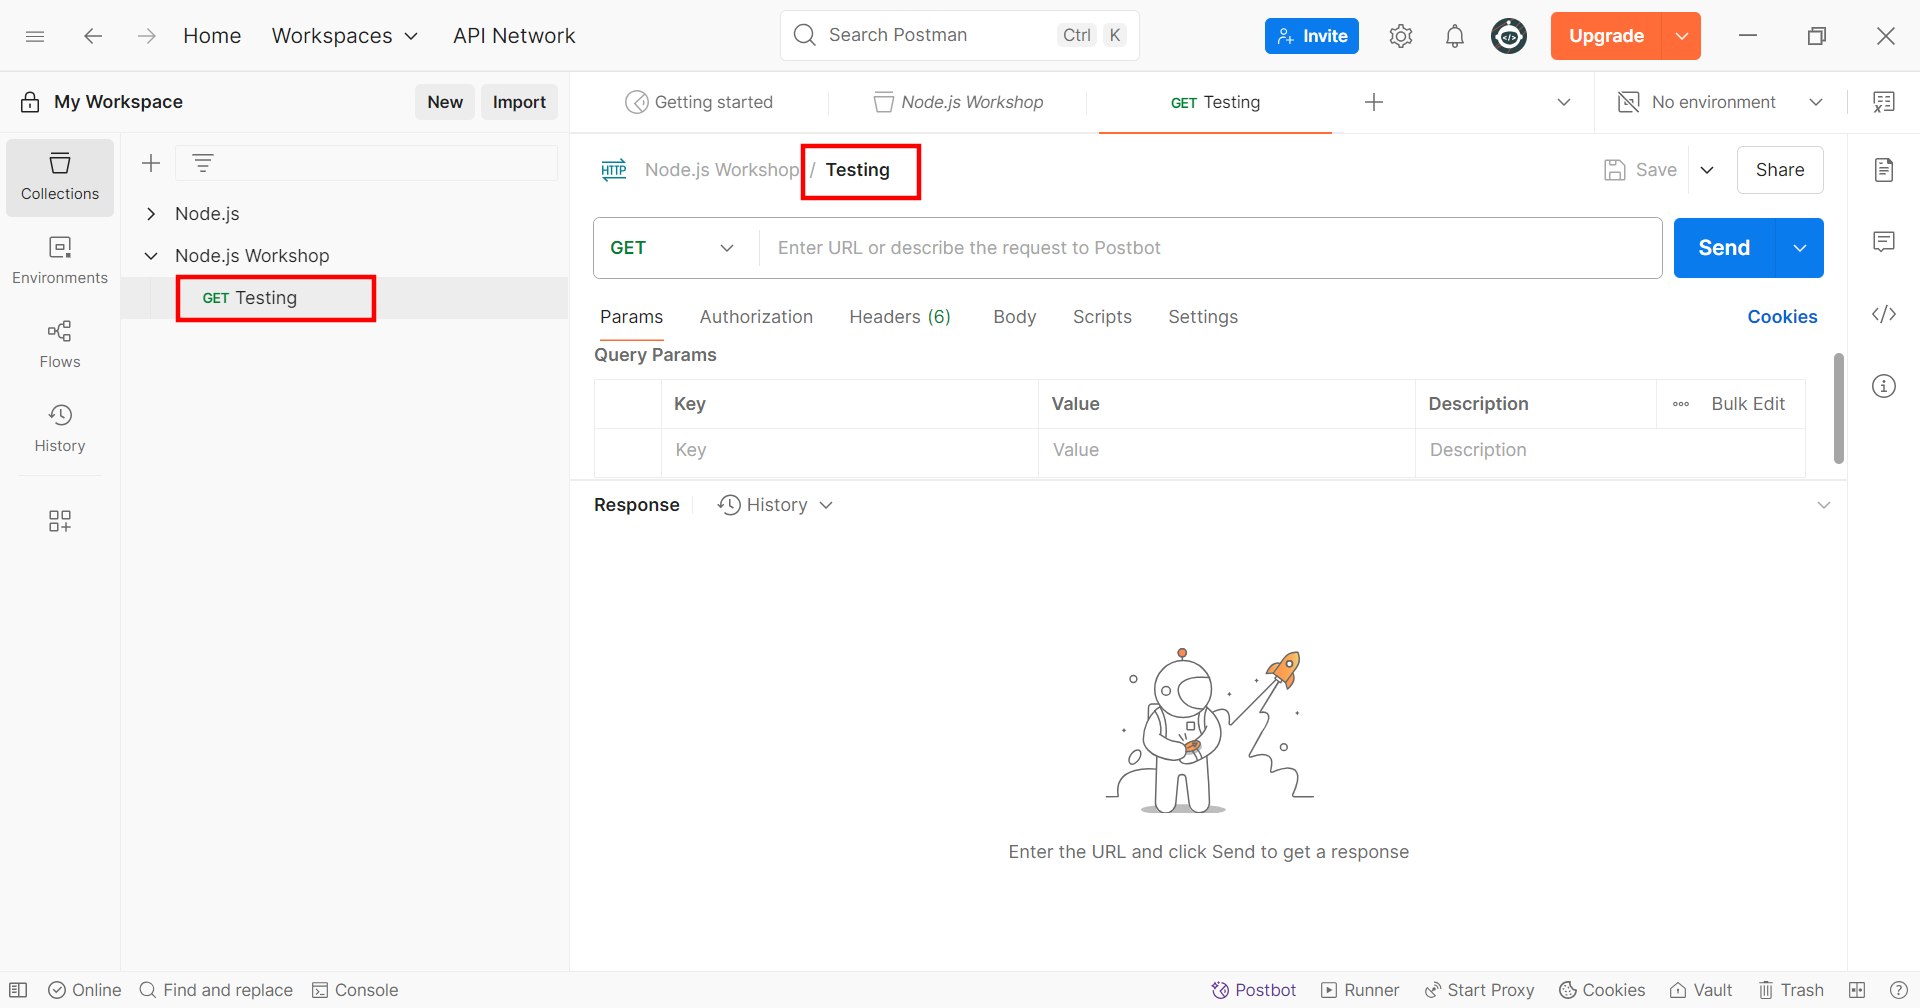 Home Workspaces API Network Search Postman Ctrl K Invite Upgrade
My Workspace New Import Getting started Node.js Workshop GET Testing No environment
Collections
Environments
Flows
History
Node.js
Node.js Workshop
GET Testing
HTTP Node.js Workshop / Testing Save Share
GET Enter URL or describe the request to Postbot Send
Params Authorization Headers (6) Body Scripts Settings Cookies
Query Params
Key Value Description Bulk Edit
Key Value Description
Response History
Enter the URL and click Send to get a response
Online Find and replace Console Postbot Runner Start Proxy Cookies Vault Trash